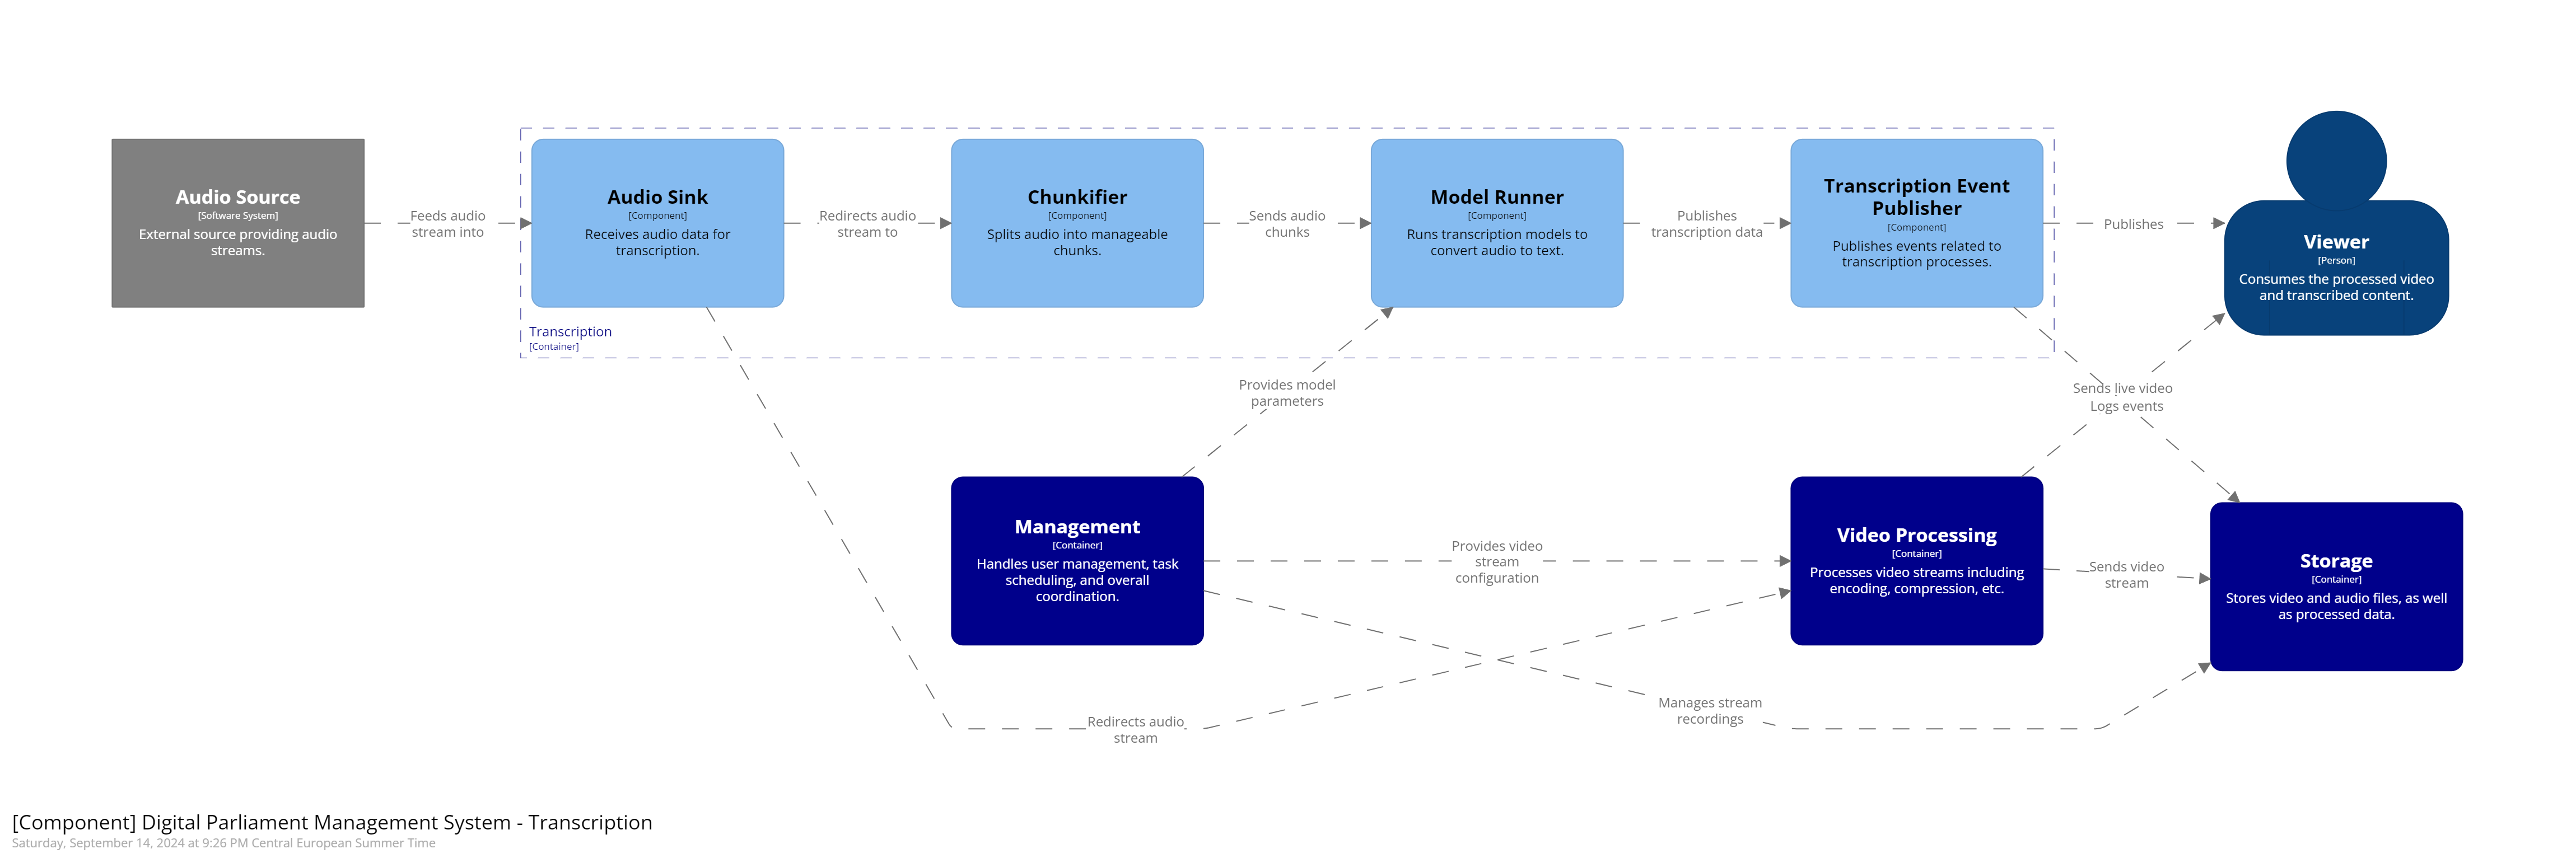 Audio Source
[Software System]
External source providing audio
streams.
Feeds audio
stream into
Audio Sink
[Component]
Receives audio data for
transcription.
Redirects audio
stream to
Chunkifier
[Component]
Splits audio into manageable
chunks.
Sends audio
chunks
Model Runner
[Component]
Runs transcription models to
convert audio to text.
Publishes
transcription data
Transcription Event
Publisher
[Component]
Publishes events related to
transcription processes.
Publishes
Viewer
[Person]
Consumes the processed video
and transcribed content.
Transcription
[Container]
Provides model
parameters
Sends live video
Logs events
Management
[Container]
Handles user management, task
scheduling, and overall
coordination.
Provides video
stream
configuration
Video Processing
[Container]
Processes video streams including
encoding, compression, etc.
Sends video
stream
Storage
[Container]
Stores video and audio files, as well
as processed data.
Redirects audio
stream
Manages stream
recordings
[Component] Digital Parliament Management System - Transcription
Saturday, September 14, 2024 at 9:26 PM Central European Summer Time